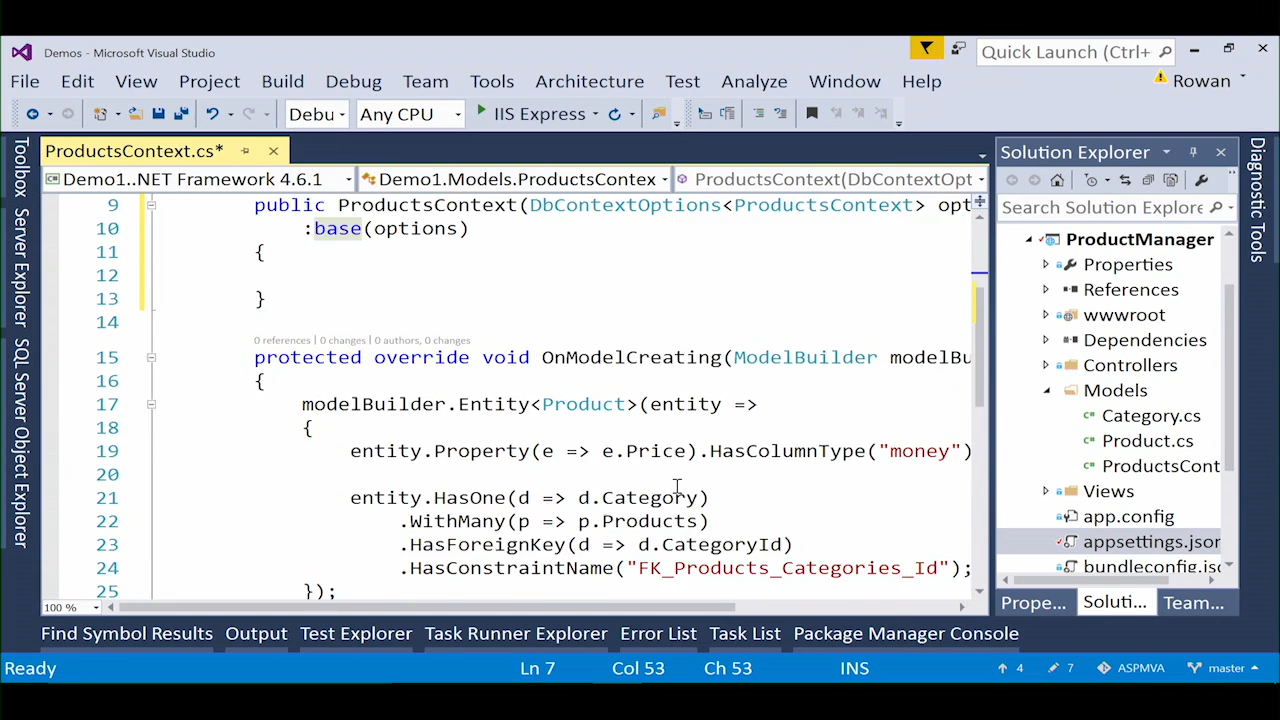 Demos - Microsoft Visual Studio
Quick Launch (Ctrl+
File Edit View Project Build Debug Team Tools Architecture Test Analyze Window Help
Rowan
Debu Any CPU IIS Express
Toolbox
Server Explorer
SQL Server Object Explorer
ProductsContext.cs*
Demo1..NET Framework 4.6.1 Demo1.Models.ProductsContex ProductsContext(DbContextOpt
9 public ProductsContext(DbContextOptions<ProductsContext> opt
10 :base(options)
11 {
12
13 }
14
0 references | 0 changes | 0 authors, 0 changes
15 protected override void OnModelCreating(ModelBuilder modelBu
16 {
17 modelBuilder.Entity<Product>(entity =>
18 {
19 entity.Property(e => e.Price).HasColumnType("money")
20
21 entity.HasOne(d => d.Category)
22 .WithMany(p => p.Products)
23 .HasForeignKey(d => d.CategoryId)
24 .HasConstraintName("FK_Products_Categories_Id");
25 });
100 %
Solution Explorer
Search Solution Explore
ProductManager
Properties
References
wwwroot
Dependencies
Controllers
Models
Category.cs
Product.cs
ProductsCont
Views
app.config
appsettings.json
bundleconfig.jsc
Prope... Soluti... Team...
Diagnostic Tools
Find Symbol Results Output Test Explorer Task Runner Explorer Error List Task List Package Manager Console
Ready Ln 7 Col 53 Ch 53 INS 4 7 ASPMVA master